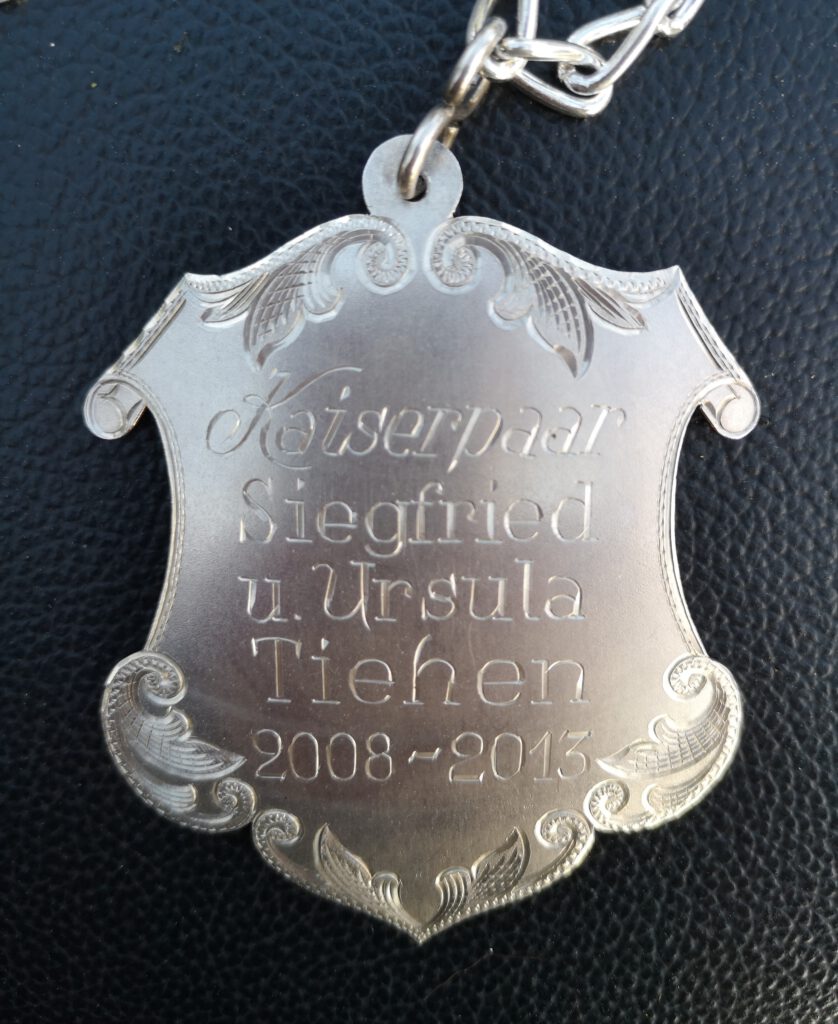 Kaiserpaar
Siegfried
u. Ursula
Tiehen
2008 ~ 2013